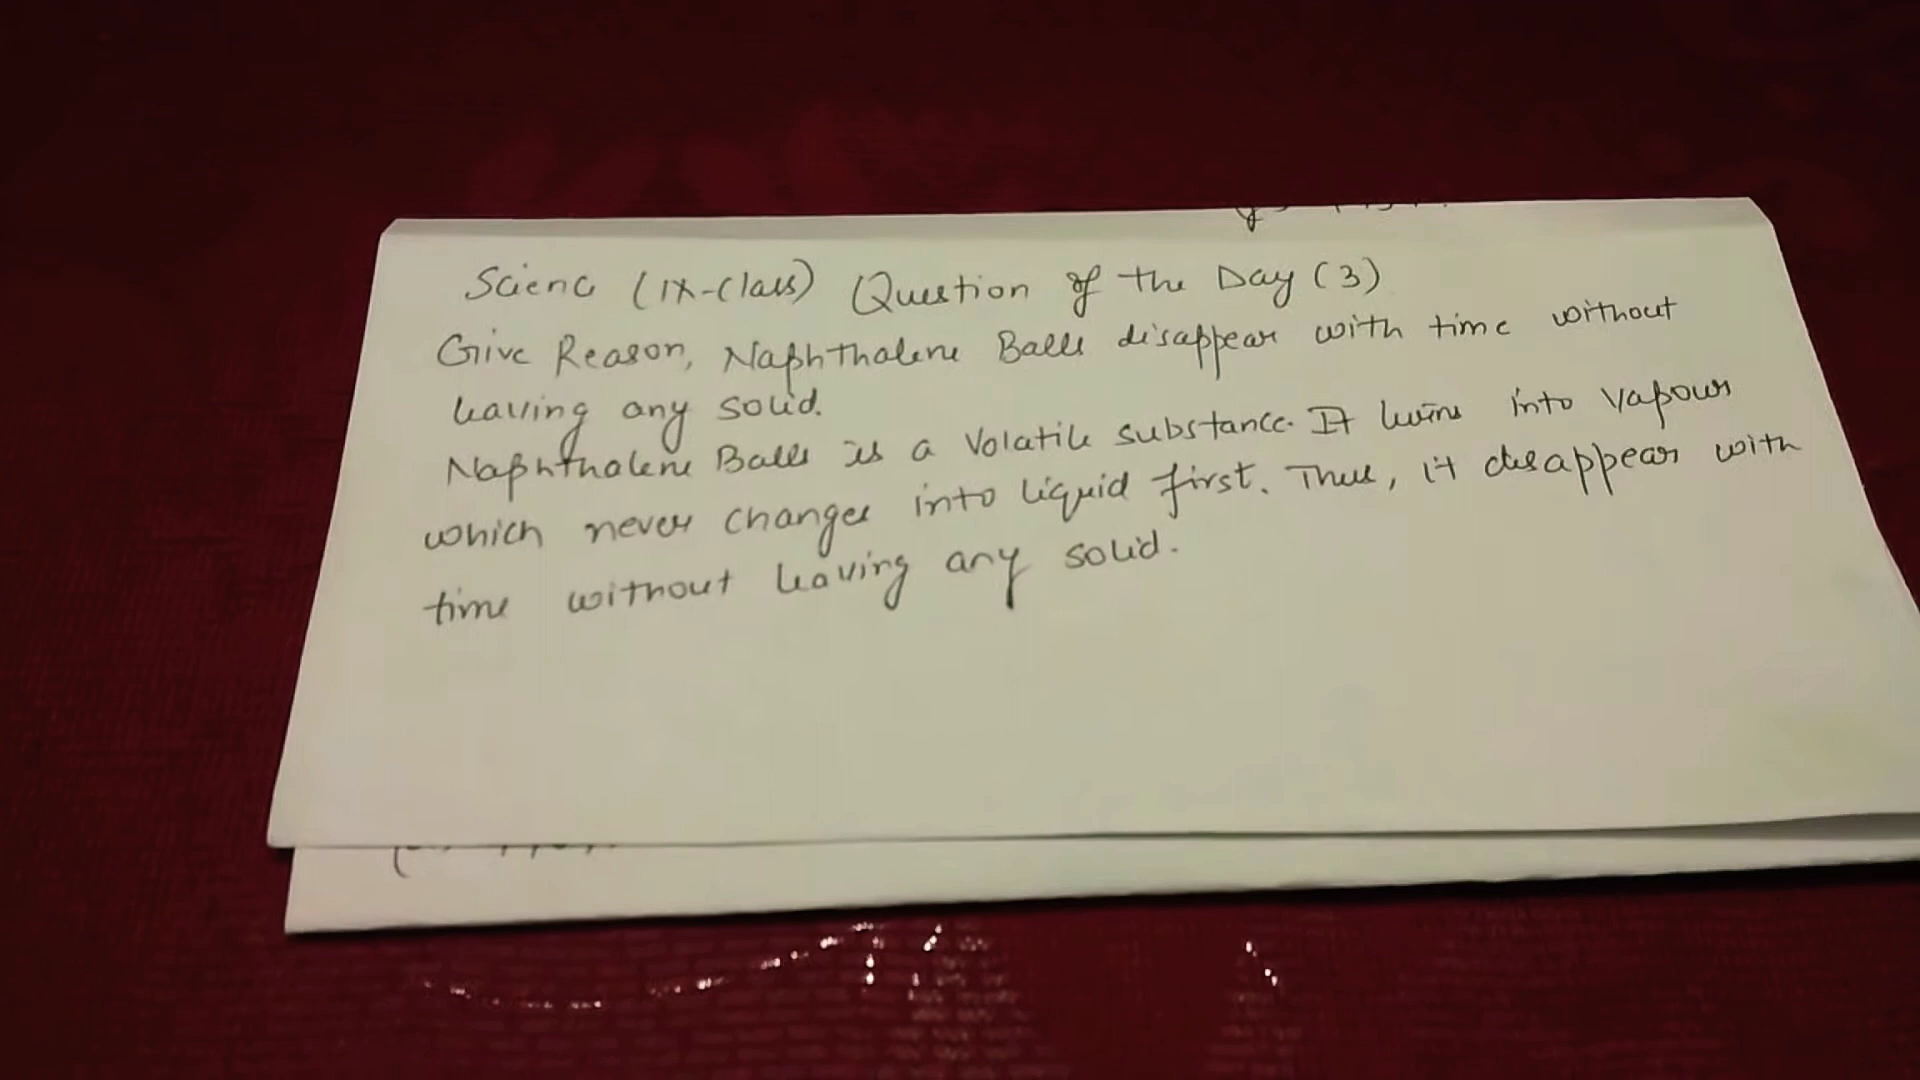 Science (IX-Class) Question of the Day (3)
Give Reason, Naphthalene Balls disappear with time without
leaving any solid.
Naphthalene Balls is a volatile substance. It turns into vapour
which never changes into liquid first. Thus, it disappear with
time without leaving any solid.